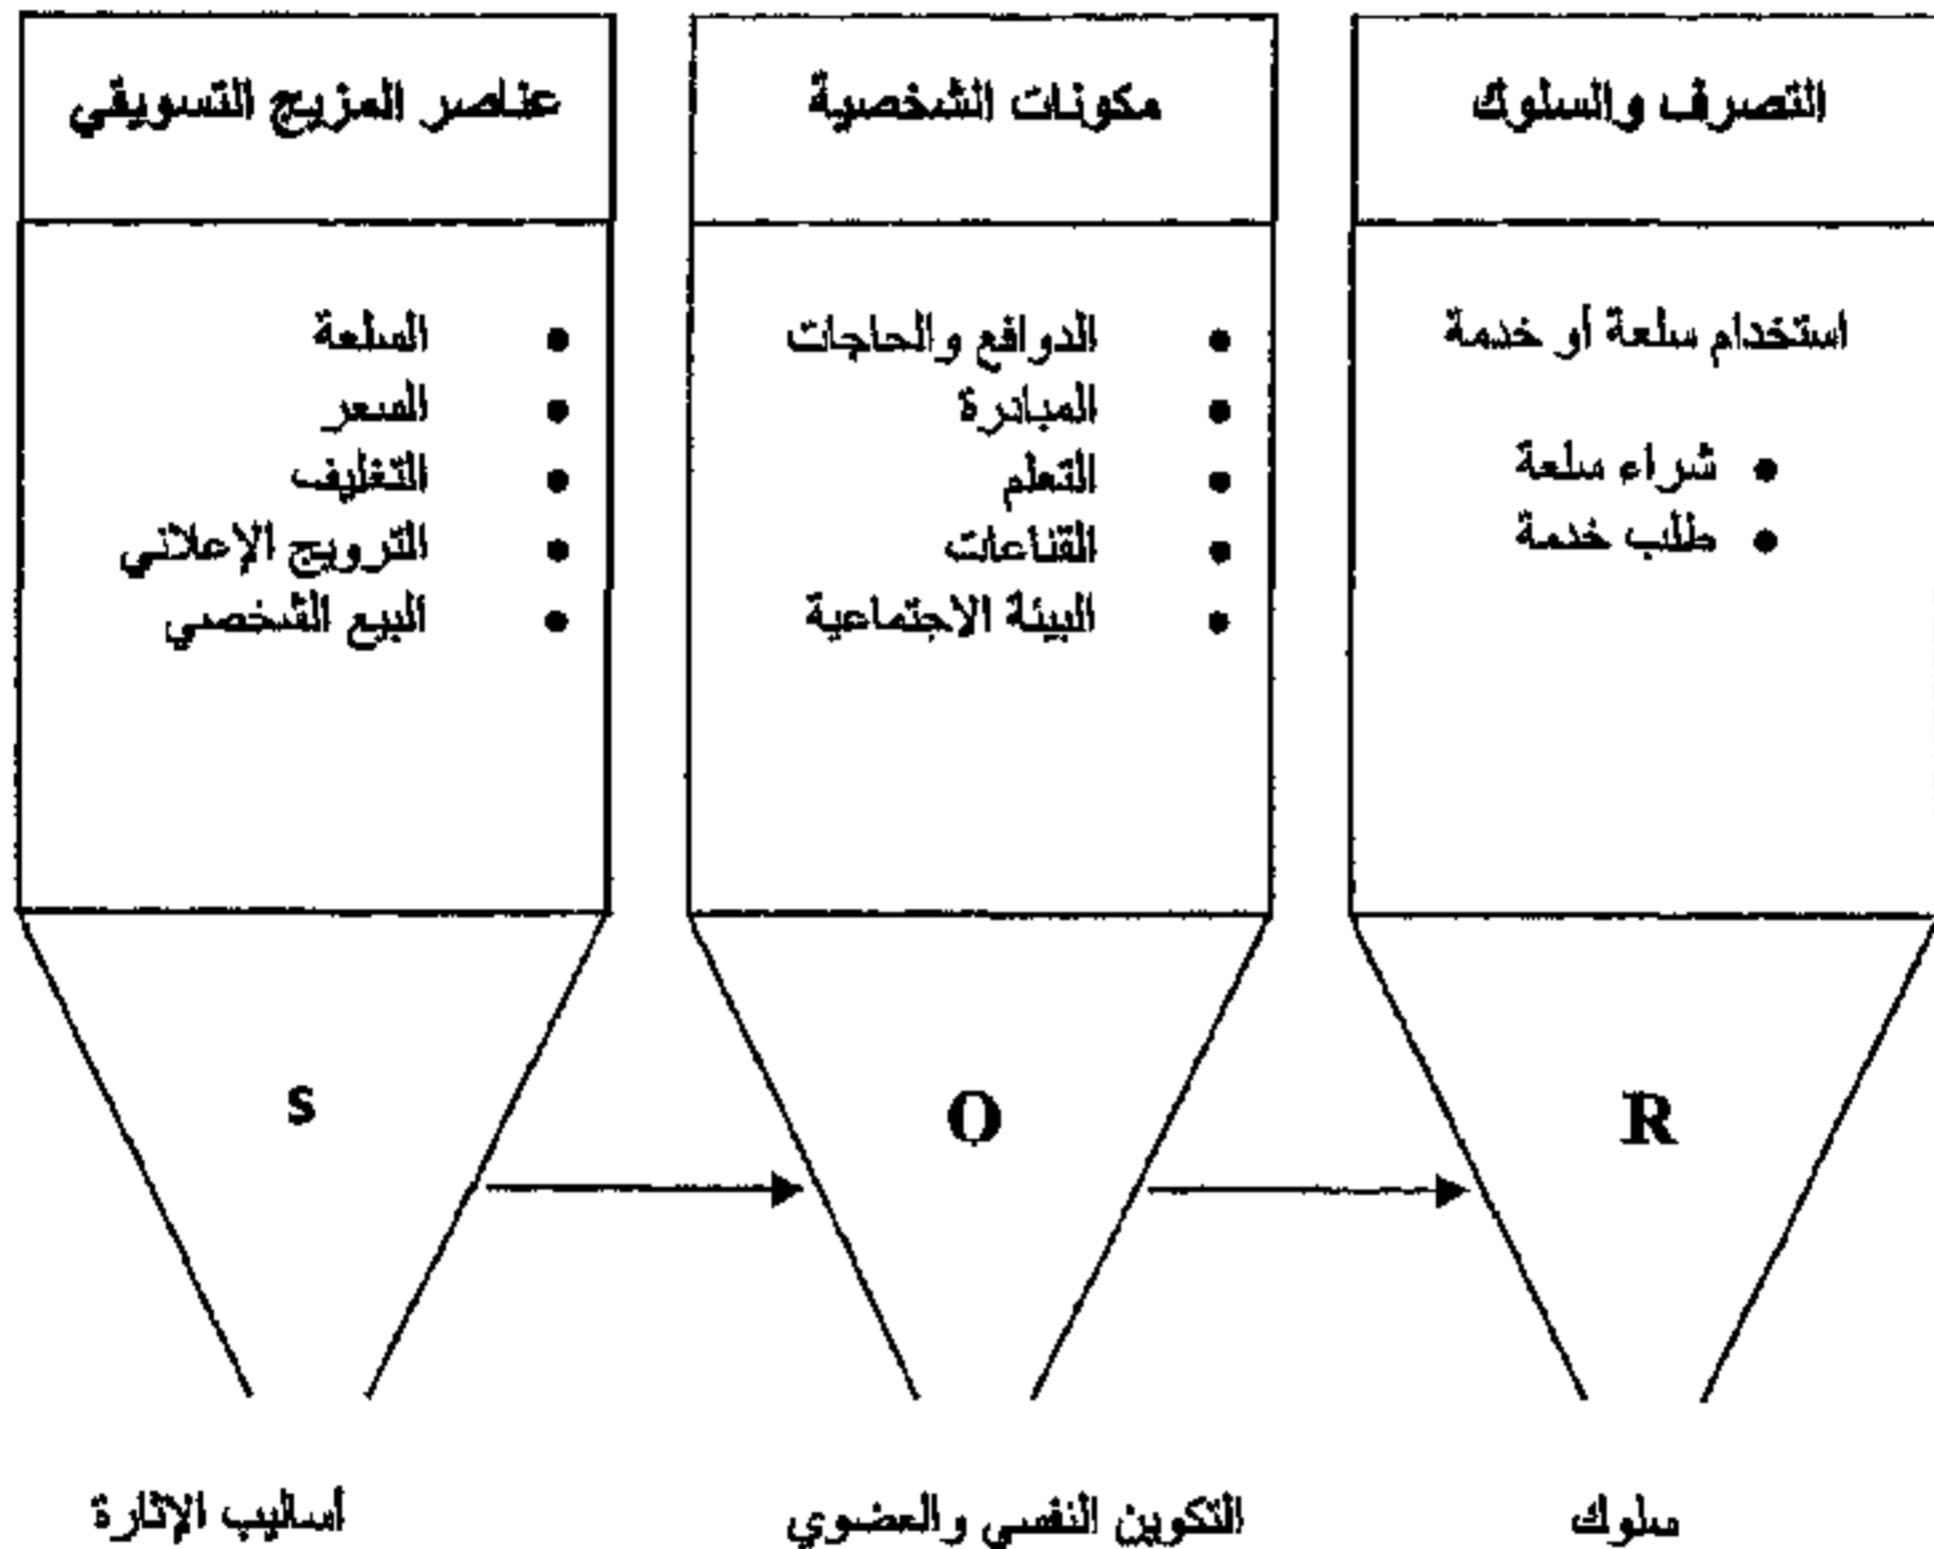 عناصر المزيج التسويقي
السلعة
السعر
التغليف
الترويج الإعلاني
البيع الشخصي
s
أساليب الإثارة
مكونات الشخصية
الدوافع والحاجات
المبادرة
التعلم
القناعات
البيئة الاجتماعية
O
التكوين النفسي والعضوي
التصرف والسلوك
استخدام سلعة أو خدمة
شراء سلعة
طلب خدمة
R
سلوك